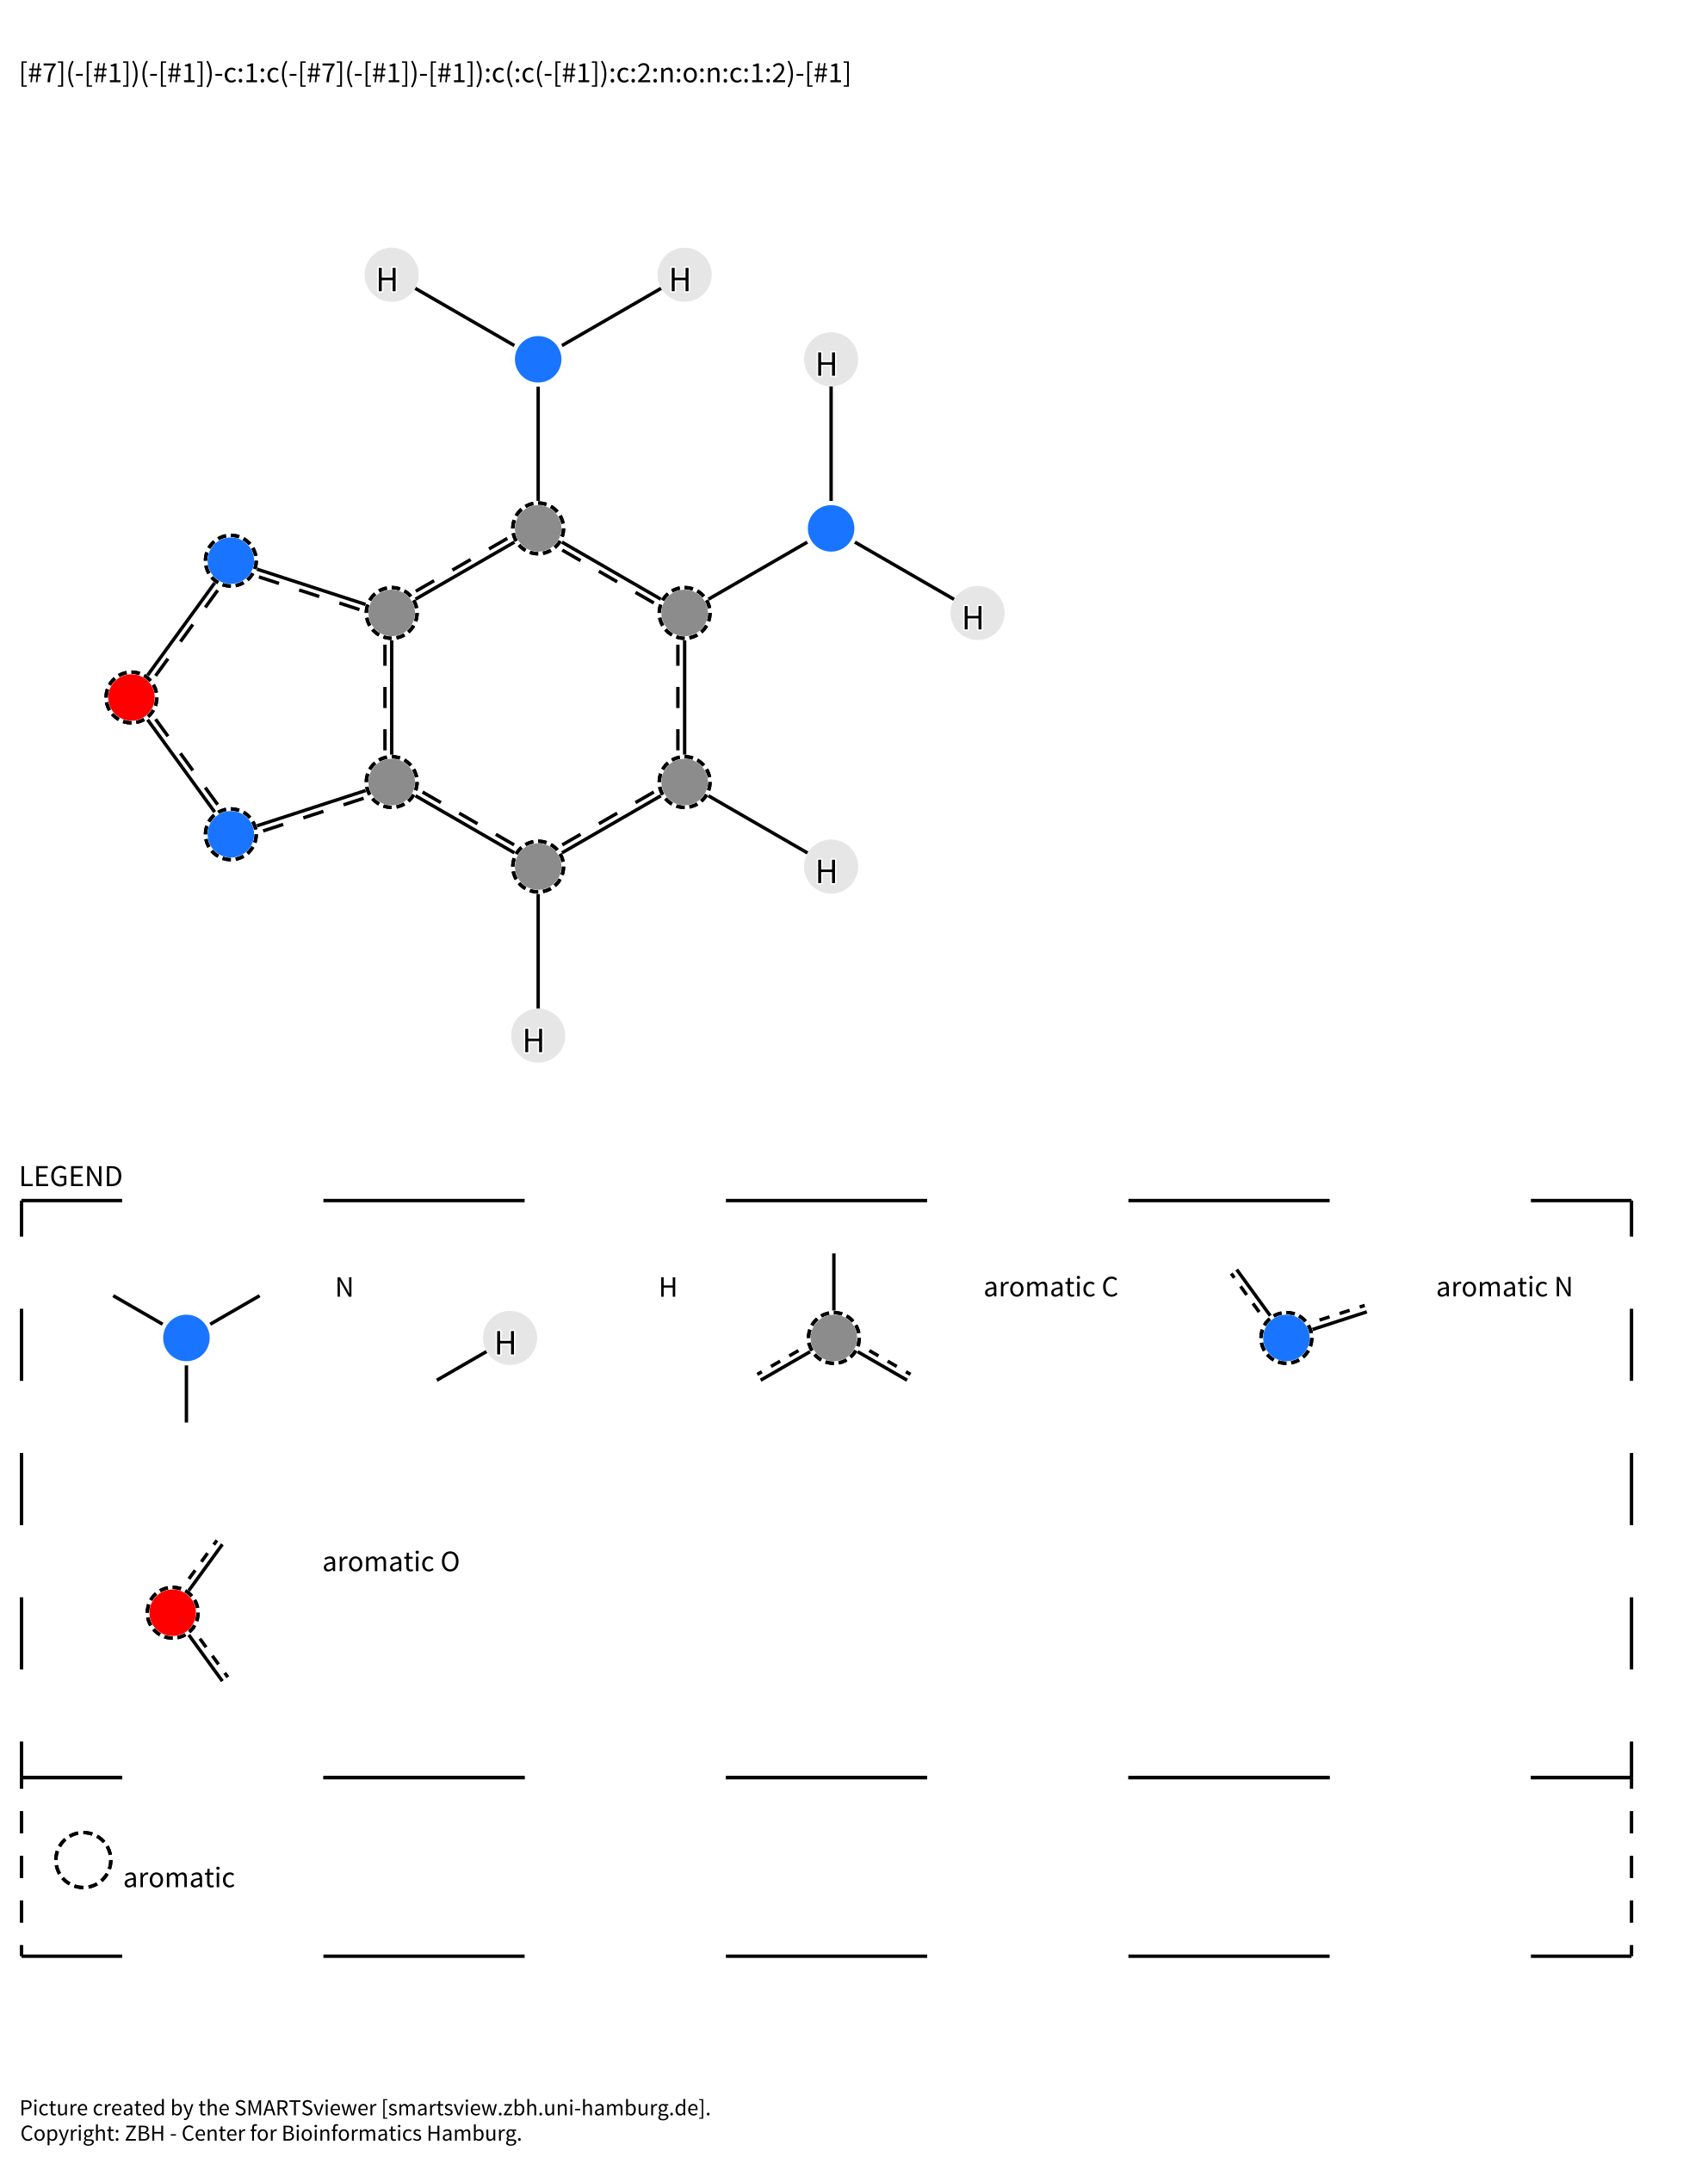 [#7](-[#1])(-[#1])-c:1:c(-[#7](-[#1])-[#1]):c(:c(-[#1]):c:2:n:o:n:c:1:2)-[#1]
H H
H
H
H
H
LEGEND
N H aromatic C aromatic N
H
aromatic O
aromatic
Picture created by the SMARTSviewer [smartsview.zbh.uni-hamburg.de].
Copyright: ZBH - Center for Bioinformatics Hamburg.